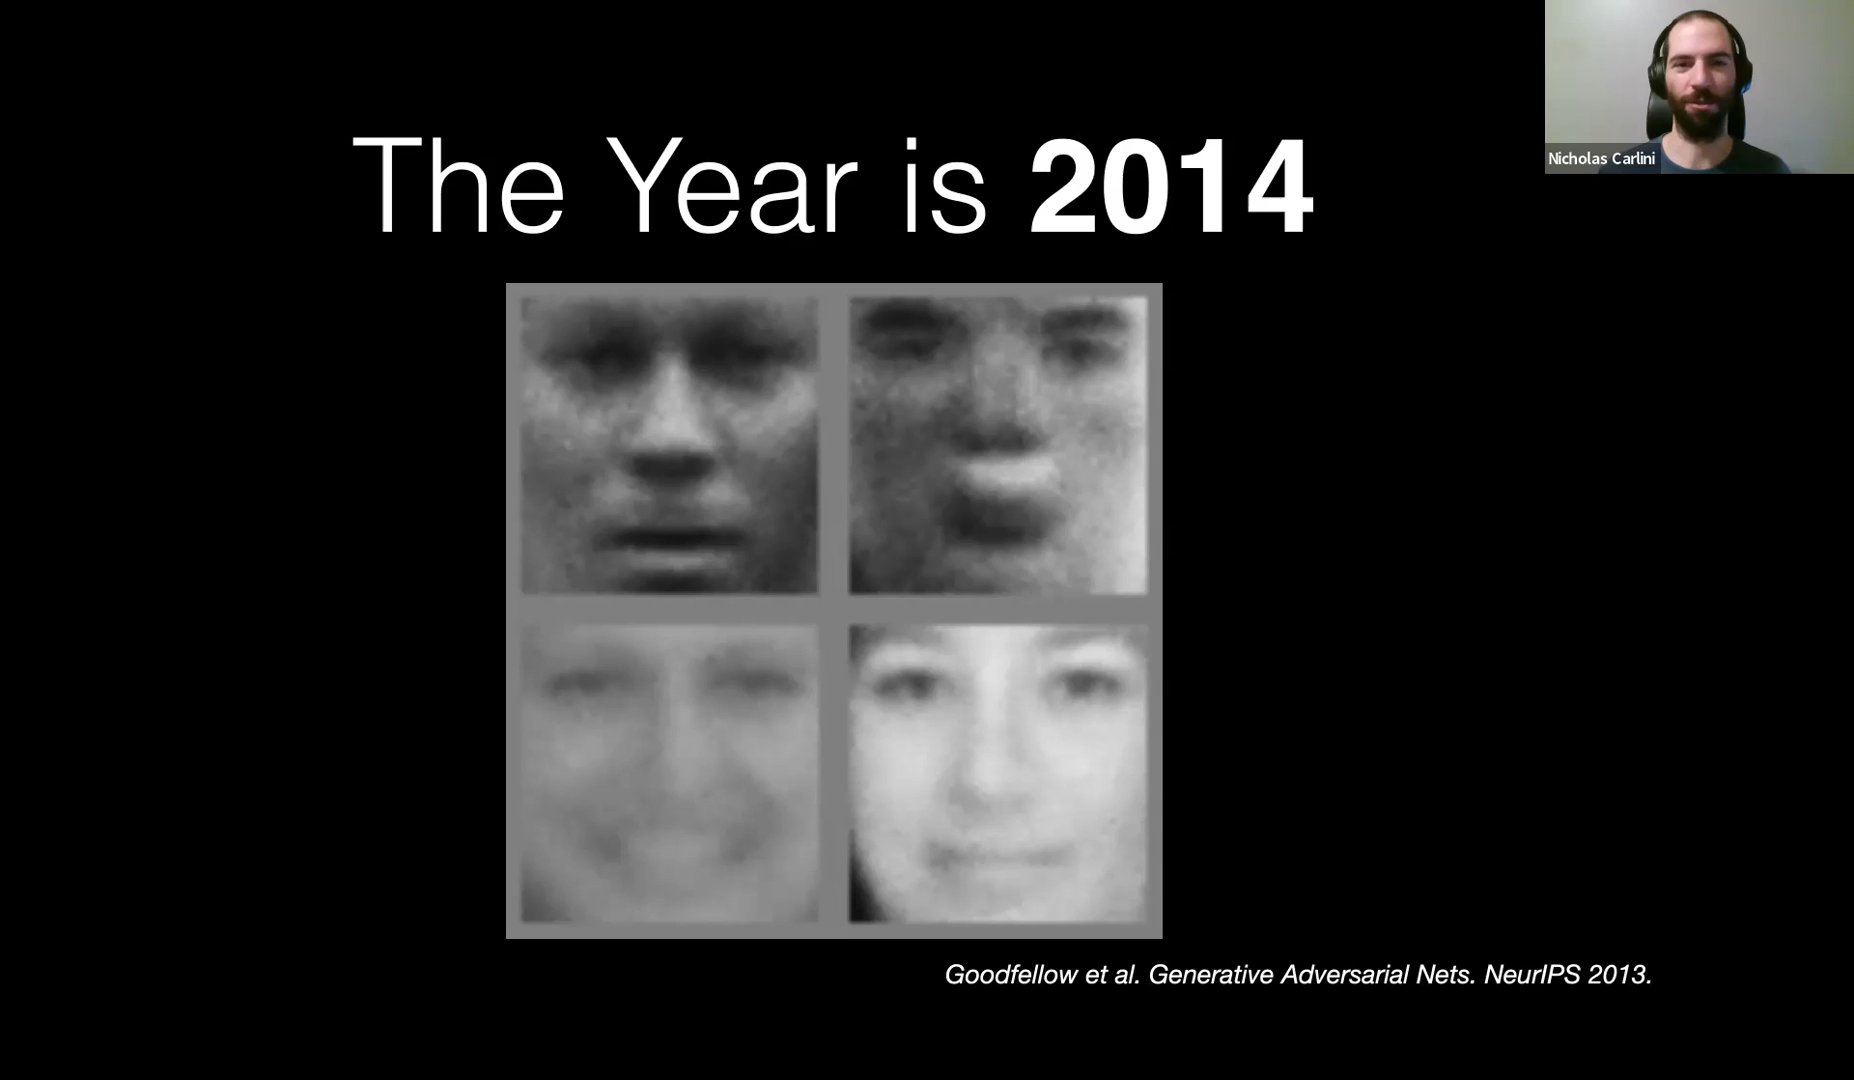 The Year is 2014
Nicholas Carlini
Goodfellow et al. Generative Adversarial Nets. NeurIPS 2013.